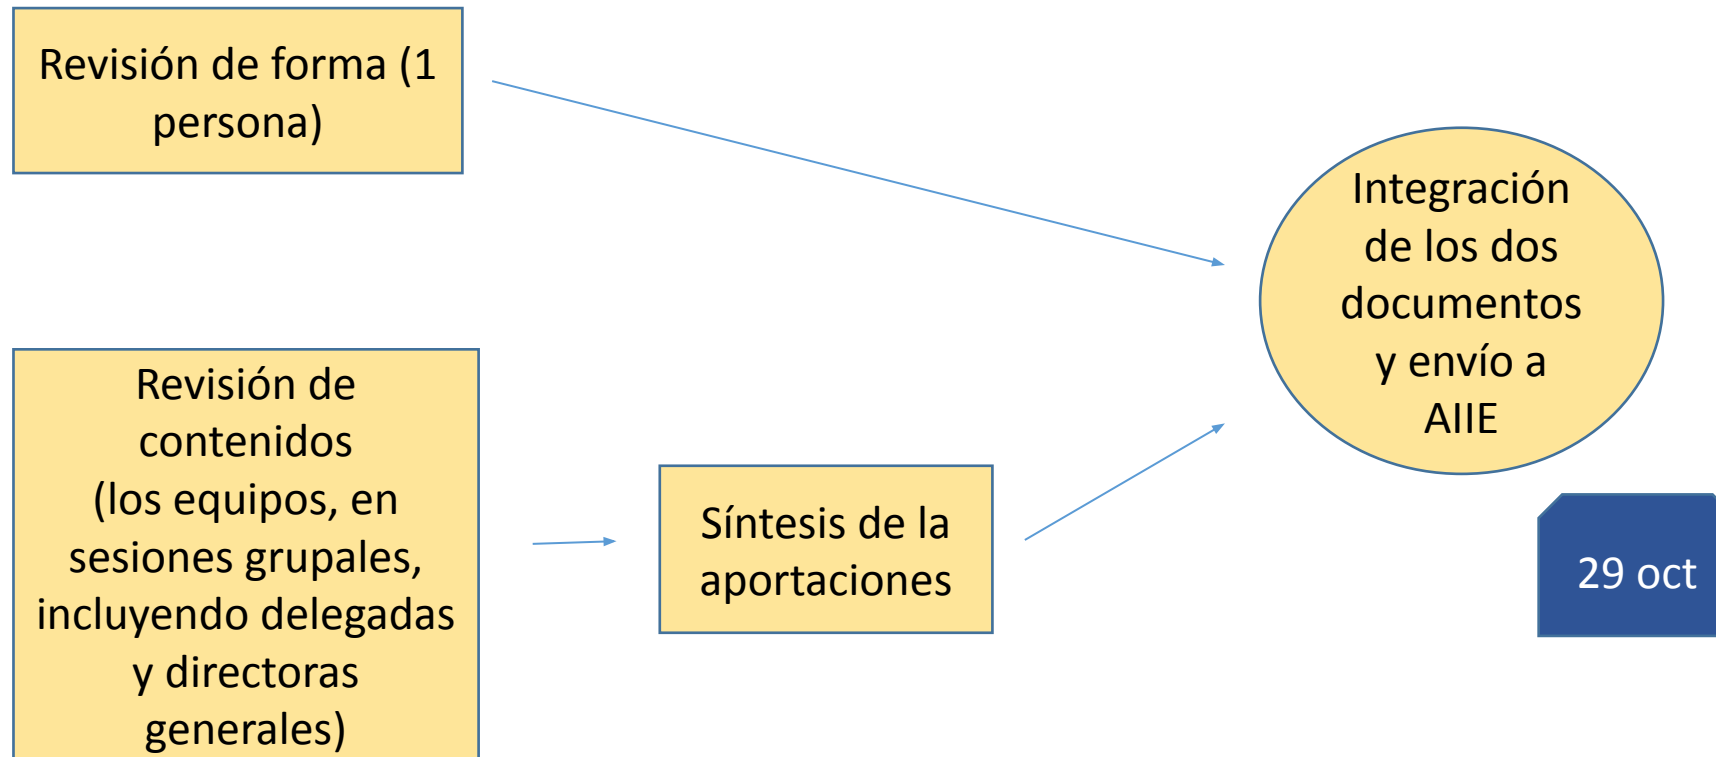 Revisión de forma (1
persona)
Integración
de los dos
documentos
y envío a
AIIE
Revisión de
contenidos
(los equipos, en
sesiones grupales,
incluyendo delegadas
y directoras
generales)
Síntesis de la
aportaciones
29 oct